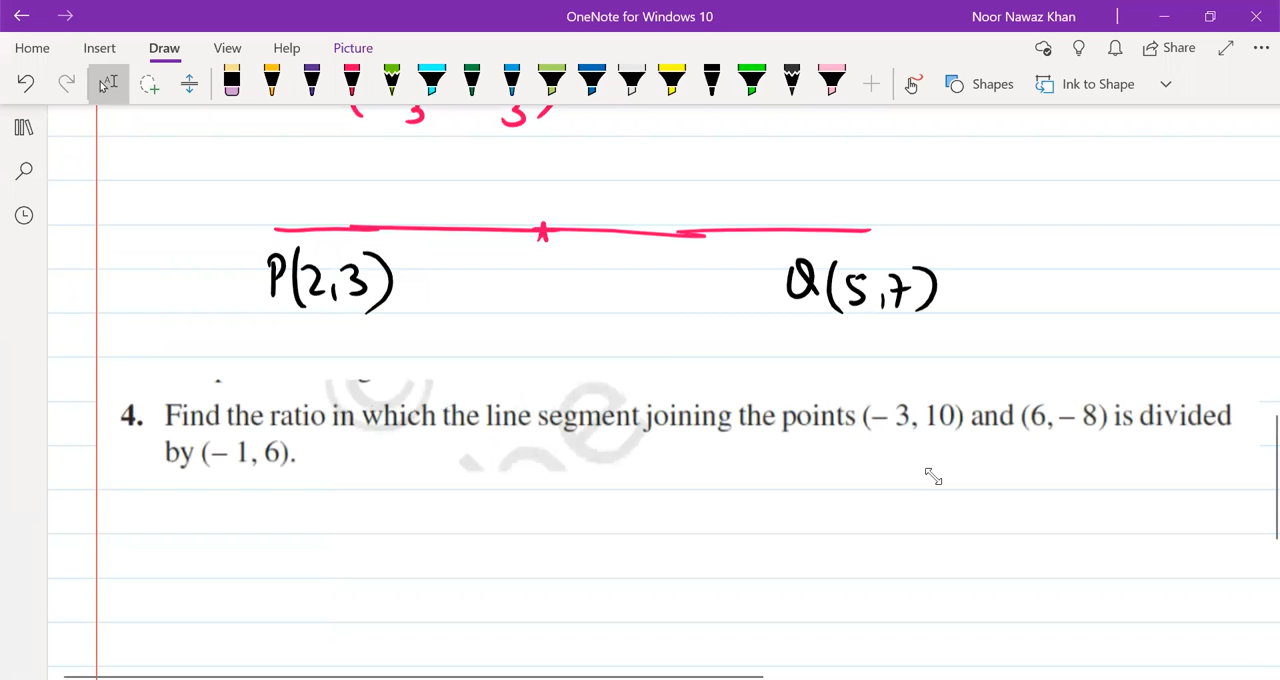 OneNote for Windows 10
Noor Nawaz Khan
Home Insert Draw View Help Picture
Share
Shapes
Ink to Shape
3 3
P(2,3)
Q(5,7)
4. Find the ratio in which the line segment joining the points (– 3, 10) and (6, – 8) is divided
by (– 1, 6).